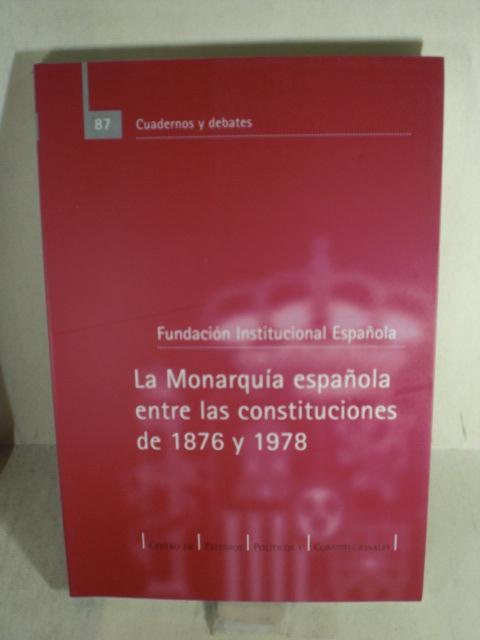 87
Cuadernos y debates
Fundación Institucional Española
La Monarquía española
entre las constituciones
de 1876 y 1978
CENTRO DE ESTUDIOS POLÍTICOS Y CONSTITUCIONALES